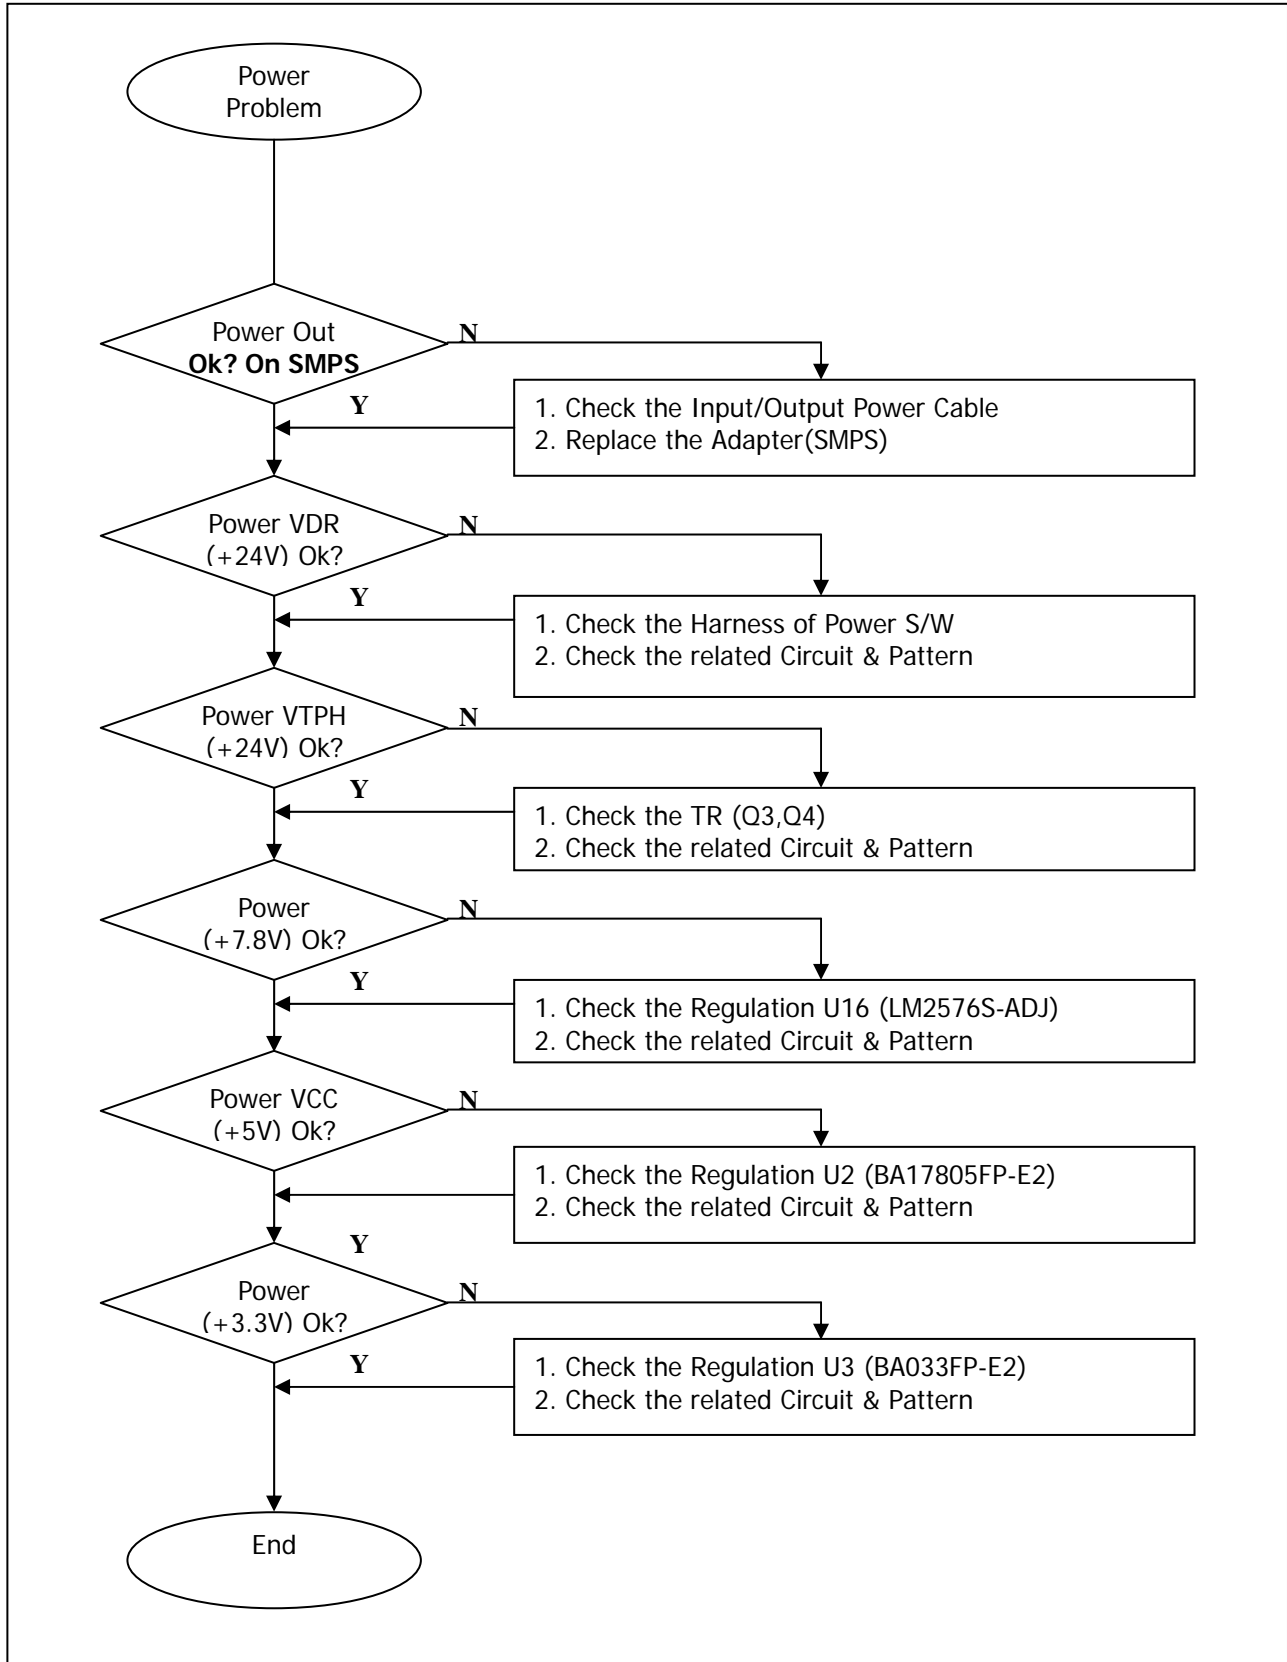 Power
Problem
Power Out
Ok? On SMPS
N
Y
1. Check the Input/Output Power Cable
2. Replace the Adapter(SMPS)
Power VDR
(+24V) Ok?
N
Y
1. Check the Harness of Power S/W
2. Check the related Circuit & Pattern
Power VTPH
(+24V) Ok?
N
Y
1. Check the TR (Q3,Q4)
2. Check the related Circuit & Pattern
Power
(+7.8V) Ok?
N
Y
1. Check the Regulation U16 (LM2576S-ADJ)
2. Check the related Circuit & Pattern
Power VCC
(+5V) Ok?
N
1. Check the Regulation U2 (BA17805FP-E2)
2. Check the related Circuit & Pattern
Y
Power
(+3.3V) Ok?
N
Y
1. Check the Regulation U3 (BA033FP-E2)
2. Check the related Circuit & Pattern
End